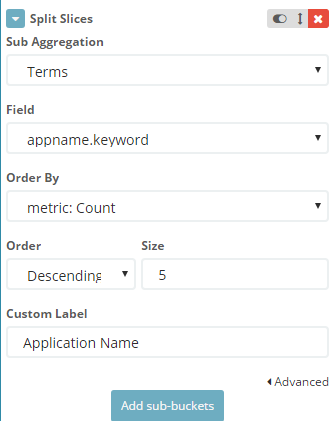 Split Slices
Sub Aggregation
Terms
Field
appname.keyword
Order By
metric: Count
Order Size
Descending 5
Custom Label
Application Name
Advanced
Add sub-buckets